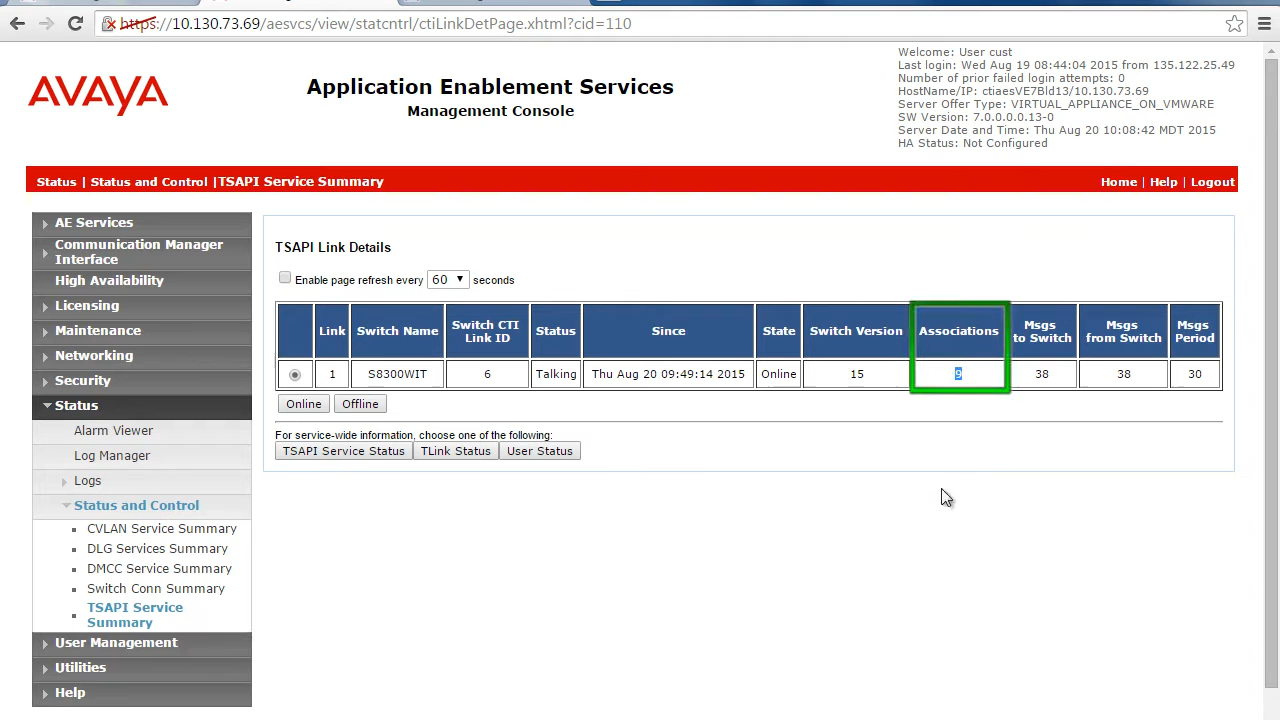 https://10.130.73.69/aesvcs/view/statcntrl/ctiLinkDetPage.xhtml?cid=110
AVAYA
Application Enablement Services
Management Console
Welcome: User cust
Last login: Wed Aug 19 08:44:04 2015 from 135.122.25.49
Number of prior failed login attempts: 0
HostName/IP: ctiaesVE7Bld13/10.130.73.69
Server Offer Type: VIRTUAL_APPLIANCE_ON_VMWARE
SW Version: 7.0.0.0.0.13-0
Server Date and Time: Thu Aug 20 10:08:42 MDT 2015
HA Status: Not Configured
Status | Status and Control |TSAPI Service Summary
Home | Help | Logout
AE Services
Communication Manager
Interface
High Availability
Licensing
Maintenance
Networking
Security
Status
Alarm Viewer
Log Manager
Logs
Status and Control
CVLAN Service Summary
DLG Services Summary
DMCC Service Summary
Switch Conn Summary
TSAPI Service
Summary
User Management
Utilities
Help
TSAPI Link Details
Enable page refresh every 60 seconds
Link Switch Name Switch CTI Link ID Status Since State Switch Version Associations Msgs to Switch Msgs from Switch Msgs Period
1 S8300WIT 6 Talking Thu Aug 20 09:49:14 2015 Online 15 9 38 38 30
Online Offline
For service-wide information, choose one of the following:
TSAPI Service Status TLink Status User Status